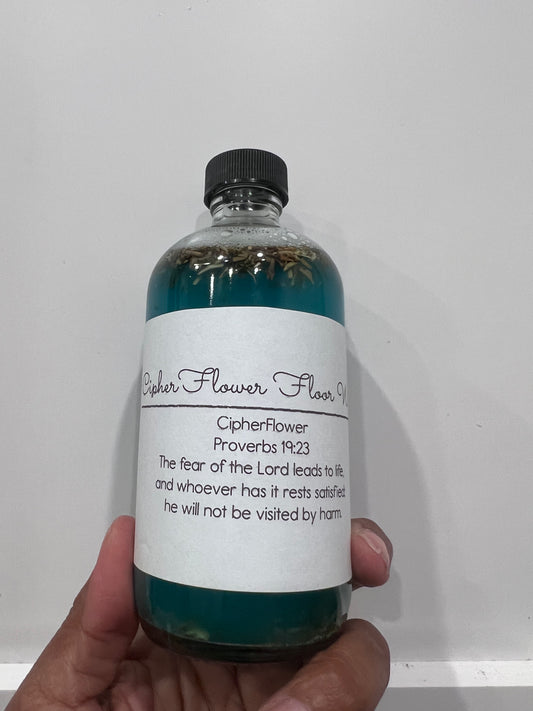 CipherFlower Floor
CipherFlower
Proverbs 19:23
The fear of the Lord leads to life,
and whoever has it rests satisfied;
he will not be visited by harm.